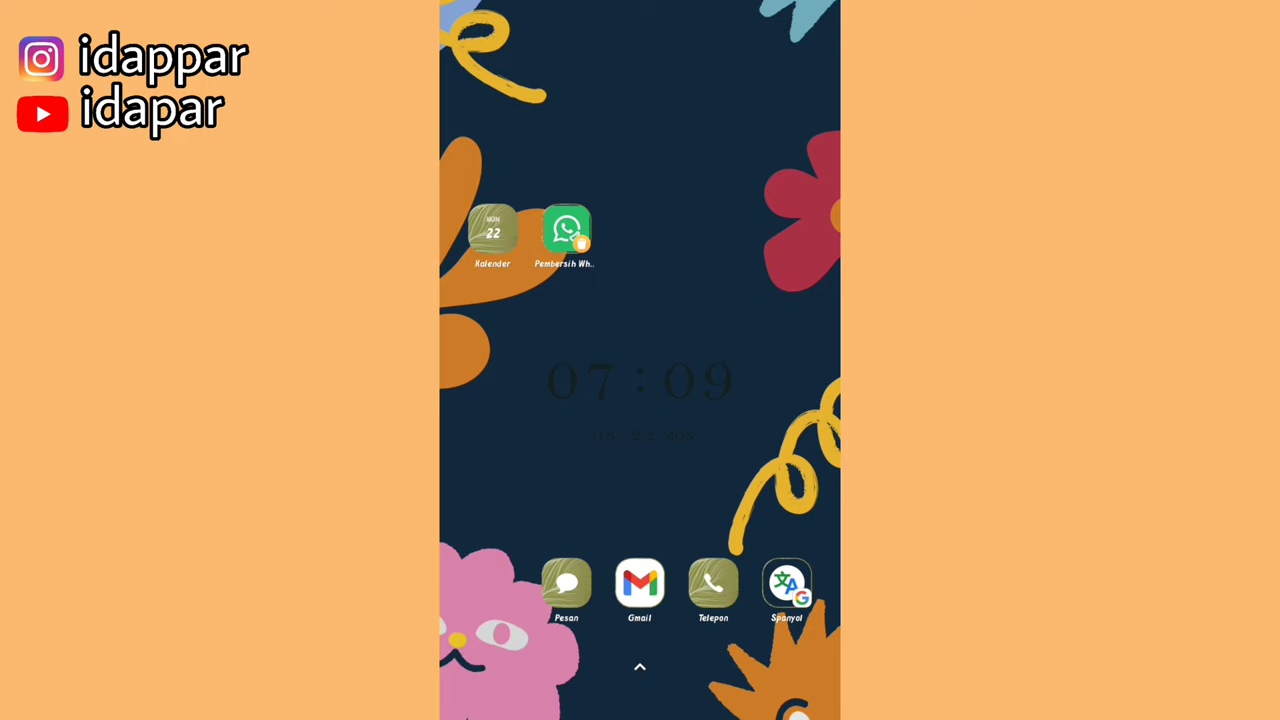 idappar
idapar
MON
22
Kalender
Pembersih Wh..
07 : 09
Pesan
Gmail
Telepon
Spanyol